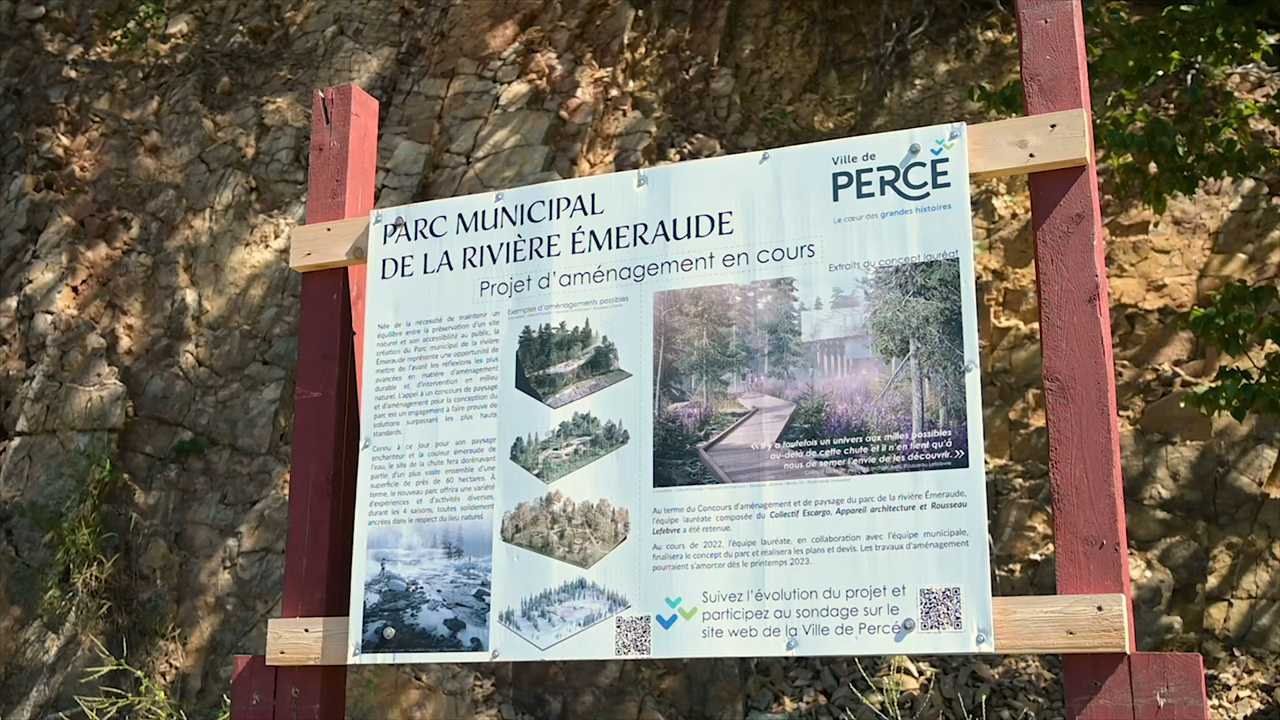 PARC MUNICIPAL
DE LA RIVIÈRE ÉMERAUDE
Projet d'aménagement en cours
Ville de
PERCÉ
Le cœur des grandes histoires
Née de la nécessité de maintenir un
équilibre entre la préservation d'un site
naturel et son accessibilité au public, la
création du Parc municipal de la rivière
Émeraude représente une opportunité de
mettre de l'avant les réflexions les plus
avancées en matière d'aménagement
durable et d'intervention en milieu
naturel. L'appel à un concours de paysage
et d'aménagement pour la conception du
parc est un engagement à faire preuve de
solutions surpassant les plus hauts
standards.
Connu à ce jour pour son paysage
enchanteur et la couleur émeraude de
l'eau, le site de la chute fera dorénavant
partie d'un plus vaste ensemble d'une
superficie de près de 60 hectares. À
terme, le nouveau parc offrira une variété
d'expériences et d'activités diverses,
durant les 4 saisons, toutes solidement
ancrées dans le respect du lieu naturel.
Exemples d'aménagements possibles
Extraits du concept lauréat
« Il y a toutefois un univers aux milles possibles
au-delà de cette chute et il n'en tient qu'à
nous de semer l'envie de les découvrir. »
Au terme du Concours d'aménagement et de paysage du parc de la rivière Émeraude,
l'équipe lauréate composée du Collectif Escargo, Appareil architecture et Rousseau
Lefebvre a été retenue.
Au cours de 2022, l'équipe lauréate, en collaboration avec l'équipe municipale,
finalisera le concept du parc et réalisera les plans et devis. Les travaux d'aménagement
pourraient s'amorcer dès le printemps 2023.
Suivez l'évolution du projet et
participez au sondage sur le
site web de la Ville de Percé